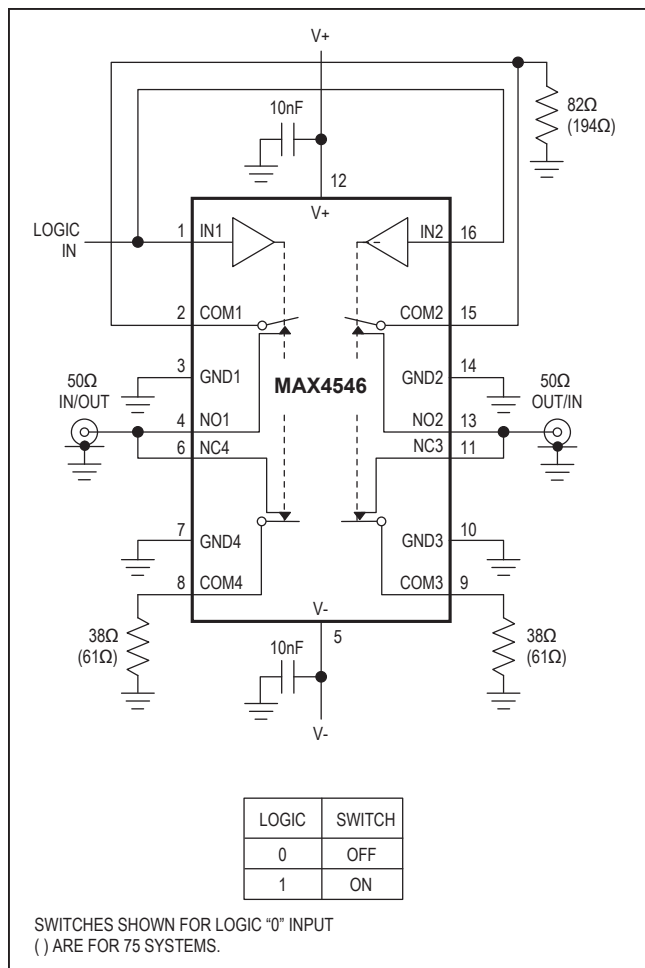 V+
10nF
82Ω
(194Ω)
12
V+
LOGIC
IN
1
IN1
IN2
16
2
COM1
COM2
15
3
GND1
MAX4546
GND2
14
50Ω
IN/OUT
50Ω
OUT/IN
4
NO1
NO2
13
6
NC4
NC3
11
7
GND4
GND3
10
8
COM4
COM3
9
V-
5
38Ω
(61Ω)
10nF
38Ω
(61Ω)
V-
LOGIC SWITCH
0 OFF
1 ON
SWITCHES SHOWN FOR LOGIC “0” INPUT
( ) ARE FOR 75 SYSTEMS.